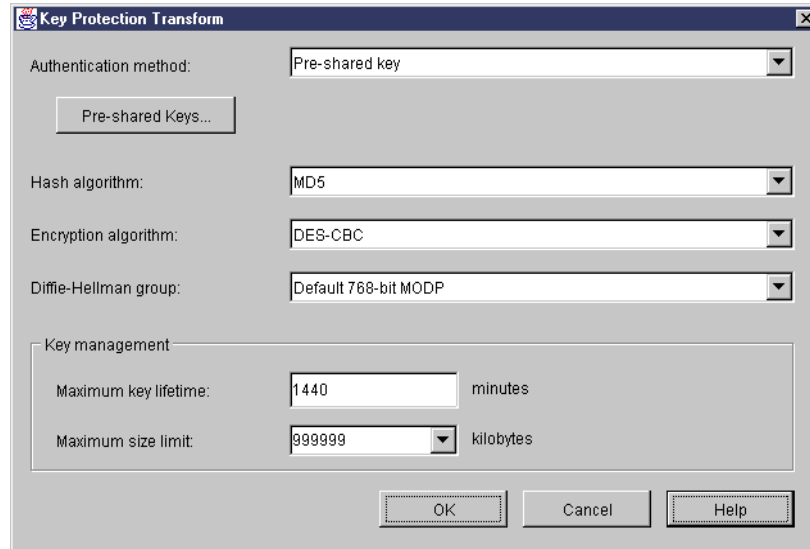 Key Protection Transform
Authentication method: Pre-shared key
Pre-shared Keys...
Hash algorithm: MD5
Encryption algorithm: DES-CBC
Diffie-Hellman group: Default 768-bit MODP
Key management
Maximum key lifetime: 1440 minutes
Maximum size limit: 999999 kilobytes
OK Cancel Help